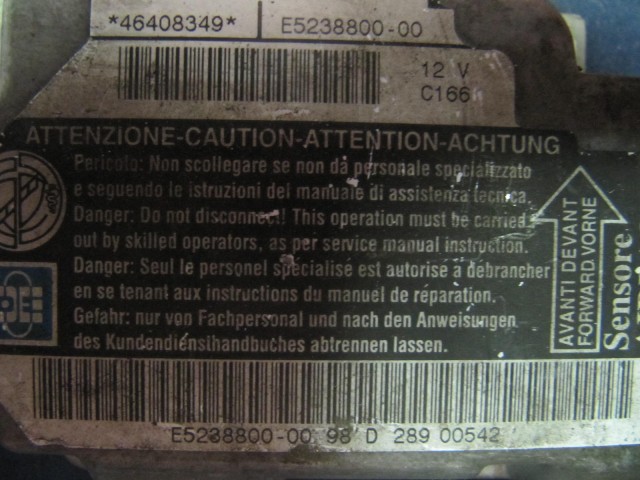 *46408349* E5238800-00
12 V
C166
ATTENZIONE-CAUTION-ATTENTION-ACHTUNG
Pericolo: Non scollegare se non da personale specializzato
e seguendo le istruzioni del manuale di assistenza tecnica.
Danger: Do not disconnect! This operation must be carried
out by skilled operators, as per service manual instruction.
Danger: Seul le personel spécialisé est autorise a debrancher
en se tenant aux instructions du manuel de réparation.
Gefahr: nur von Fachpersonal und nach den Anweisungen
des Kundendiensihandbuches abtrennen lassen.
AVANTI DEVANT
FORWARD.VORNE
Sensore
E5238800-00 98 D 289 00542